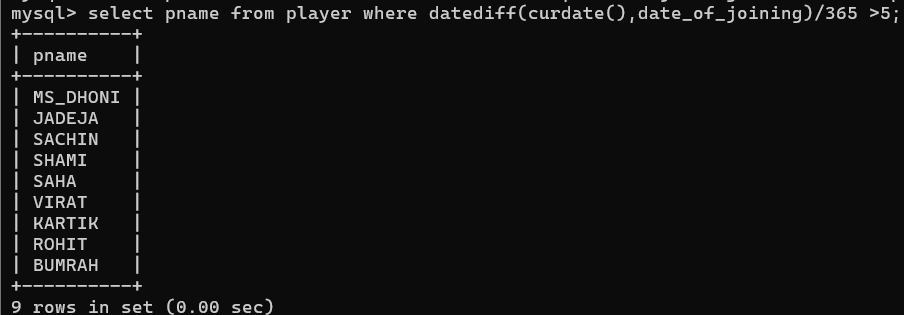 mysql> select pname from player where datediff(curdate(),date_of_joining)/365 >5;
+----------+
| pname    |
+----------+
| MS_DHONI |
| JADEJA   |
| SACHIN   |
| SHAMI    |
| SAHA     |
| VIRAT    |
| KARTIK   |
| ROHIT    |
| BUMRAH   |
+----------+
9 rows in set (0.00 sec)